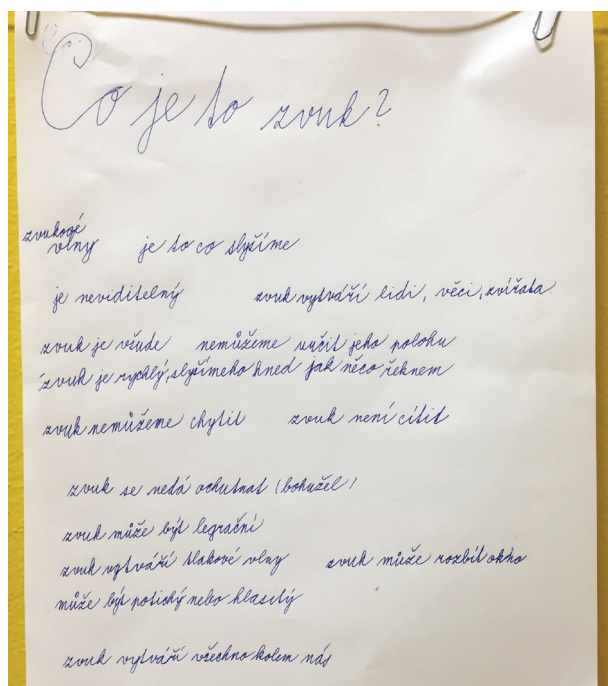 Co je to zvuk?
zvukové
vlny je to co slyžíme
je neviditelný zvuk vytváří lidi, věci, zvířata
zvuk je všude nemůžeme určit jeho polohu
zvuk je rychlý, slyžímeho hned jak něco řeknem
zvuk nemůžeme chytit zvuk není cítit
zvuk se nedá ochutnat (bohužel)
zvuk může být legrační
zvuk vytváří tlakové vlny zvuk může rozbít okno
může být potichý nebo hlasitý
zvuk vytváří všechno kolem nás